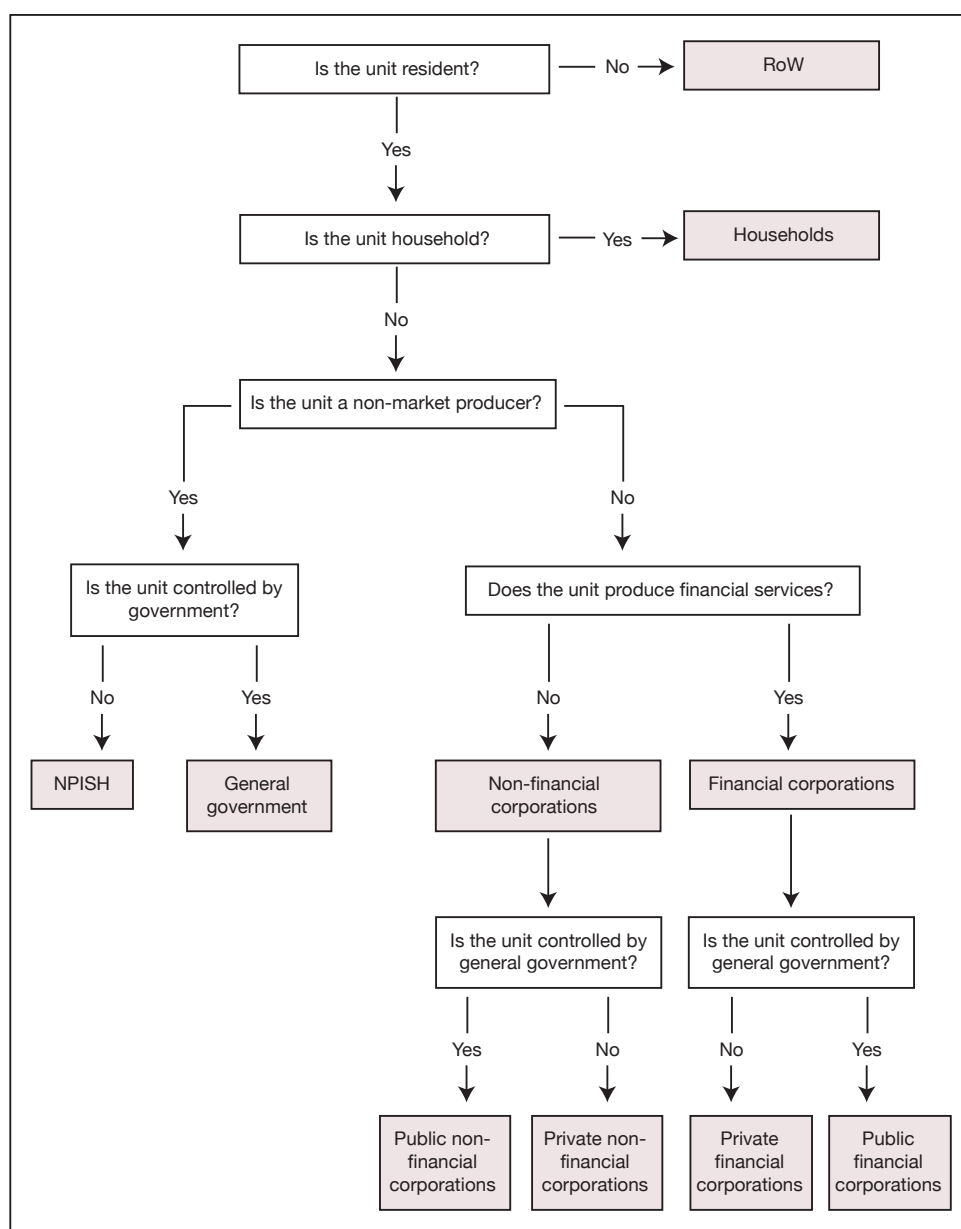 Is the unit resident?
No
RoW
Yes
Is the unit household?
Yes
Households
No
Is the unit a non-market producer?
Yes
No
Is the unit controlled by
government?
Does the unit produce financial services?
No
Yes
No
Yes
NPISH
General
government
Non-financial
corporations
Financial corporations
Is the unit controlled by
general government?
Is the unit controlled by
general government?
Yes
No
No
Yes
Public non-
financial
corporations
Private non-
financial
corporations
Private
financial
corporations
Public
financial
corporations